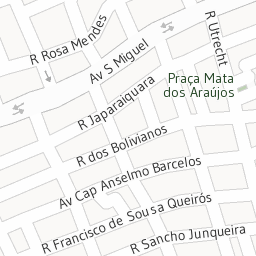 R Rosa Mendes
Av S Miguel
R Utrecht
Praça Mata
dos Araújos
R Japaraiquara
R dos Bolivianos
Av Cap Anselmo Barcelos
R Francisco de Sousa Queirós
R Sancho Junqueira